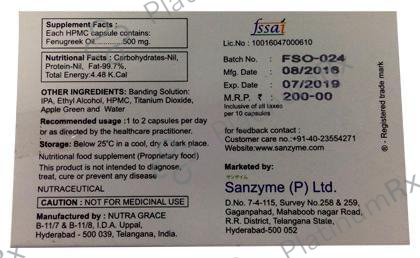 Supplement Facts :
Each HPMC capsule contains:
Fenugreek Oil............500 mg.
Nutritional Facts : Carbohydrates-Nil,
Protein-Nil, Fat-99.7%,
Total Energy:4.48 K.Cal
OTHER INGREDIENTS: Banding Solution:
IPA, Ethyl Alcohol, HPMC, Titanium Dioxide,
Apple Green and Water
Recommended usage :1 to 2 capsules per day
or as directed by the healthcare practitioner.
Storage: Below 25°C in a cool, dry & dark place.
Nutritional food supplement (Proprietary food)
This product is not intended to diagnose,
treat, cure or prevent any disease
NUTRACEUTICAL
CAUTION : NOT FOR MEDICINAL USE
Manufactured by : NUTRA GRACE
B-11/7 & B-11/8, I.D.A. Uppal,
Hyderabad - 500 039, Telangana, India.
fssai
Lic.No : 10016047000610
Batch No. : FSO-024
Mfg. Date : 08/2016
Exp. Date : 07/2019
M.R.P. ₹ : 200-00
Inclusive of all taxes
per 10 capsules
for feedback contact :
Customer care no.:+91-40-23554271
Website:www.sanzyme.com
Marketed by:
サンザイム
Sanzyme (P) Ltd.
D.No. 7-4-115, Survey No.258 & 259,
Gaganpahad, Mahaboob nagar Road,
R.R. District, Telangana State,
Hyderabad-500 052
® - Registered trade mark
PlatinumRx